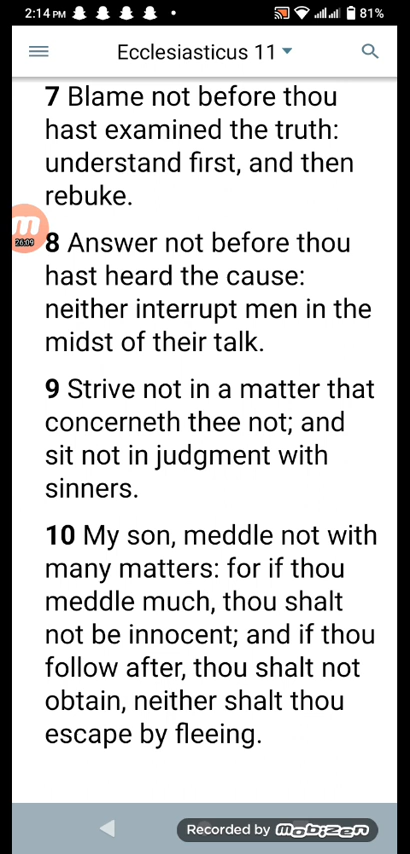 2:14 PM 81%
Ecclesiasticus 11
7 Blame not before thou
hast examined the truth:
understand first, and then
rebuke.
26:09
8 Answer not before thou
hast heard the cause:
neither interrupt men in the
midst of their talk.
9 Strive not in a matter that
concerneth thee not; and
sit not in judgment with
sinners.
10 My son, meddle not with
many matters: for if thou
meddle much, thou shalt
not be innocent; and if thou
follow after, thou shalt not
obtain, neither shalt thou
escape by fleeing.
Recorded by mobizen